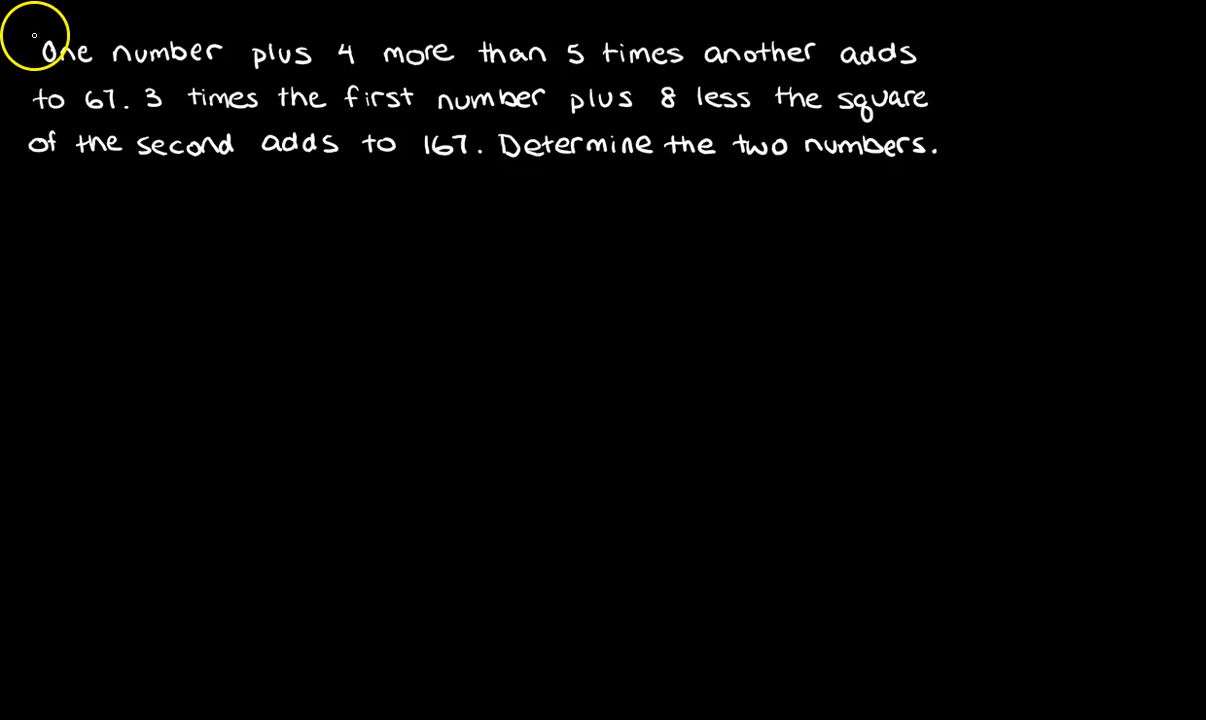 One number plus 4 more than 5 times another adds
to 67. 3 times the first number plus 8 less the square
of the second adds to 167. Determine the two numbers.